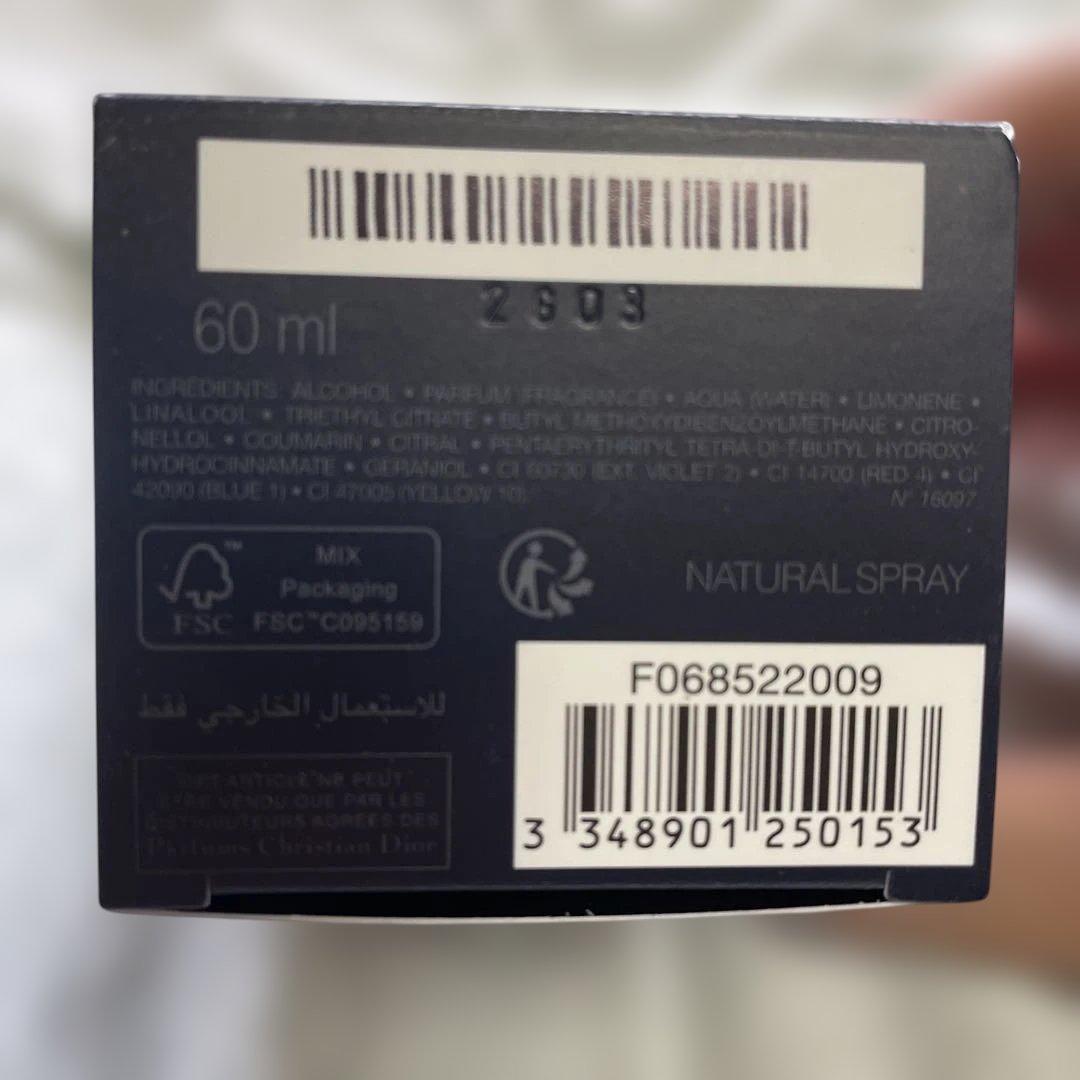 60 ml
INGREDIENTS: ALCOHOL • PARFUM (FRAGRANCE) • AQUA (WATER) • LIMONENE •
LINALOOL • TRIETHYL CITRATE • BUTYL METHOXYDIBENZOYLMETHANE • CITRO-
NELLOL • COUMARIN • CITRAL • PENTAERYTHRITYL TETRA-DI-T-BUTYL HYDROXY-
HYDROCINNAMATE • GERANIOL • CI 60730 (EXT. VIOLET 2) • CI 14700 (RED 4) • CI
42090 (BLUE 1) • CI 47005 (YELLOW 10). N° 16097
™ MIX
Packaging
FSC FSC™ C095159
NATURAL SPRAY
للاستعمال الخارجي فقط
CET ARTICLE NE PEUT
ETRE VENDU QUE PAR LES
DISTRIBUTEURS AGREES DES
Parfums Christian Dior
F068522009
3 348901 250153